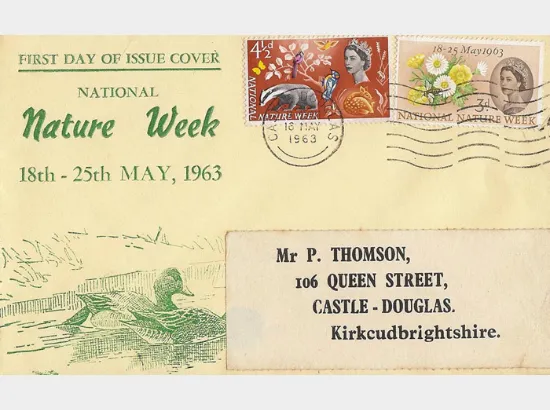 FIRST DAY OF ISSUE COVER
NATIONAL
Nature Week
18th - 25th MAY, 1963
4½d
NATIONAL
NATURE WEEK
18-25 May 1963
3d
NATIONAL NATURE WEEK
16 MAY
1963
Mr P. THOMSON,
106 QUEEN STREET,
CASTLE - DOUGLAS.
Kirkcudbrightshire.